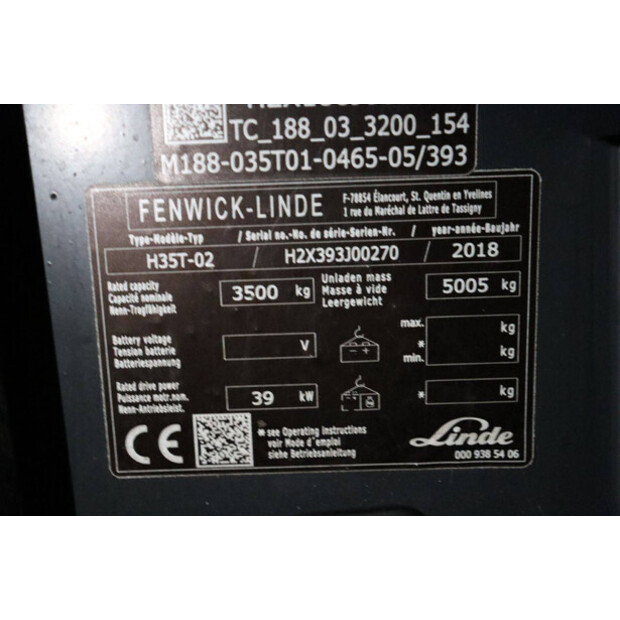 TC_188_03_3200_154
M188-035T01-0465-05/393
FENWICK-LINDE
F-78854 Élancourt, St. Quentin en Yvelines
1 rue du Maréchal de Lattre de Tassigny
Type-Modèle-Typ / Serial no.-No. de série-Serien-Nr. / year-année-Baujahr
H35T-02 / H2X393J00270 / 2018
Rated capacity
Capacité nominale
Nenn-Tragfähigkeit
3500 kg
Unladen mass
Masse à vide
Leergewicht
5005 kg
Battery voltage
Tension batterie
Batteriespannung
V
max. kg
*
min. kg
Rated drive power
Puissance motr.nom.
Nenn-Antriebsleist.
39 kW
* kg
CE
* see Operating instructions
voir Mode d'emploi
siehe Betriebsanleitung
Linde
000 938 54 06